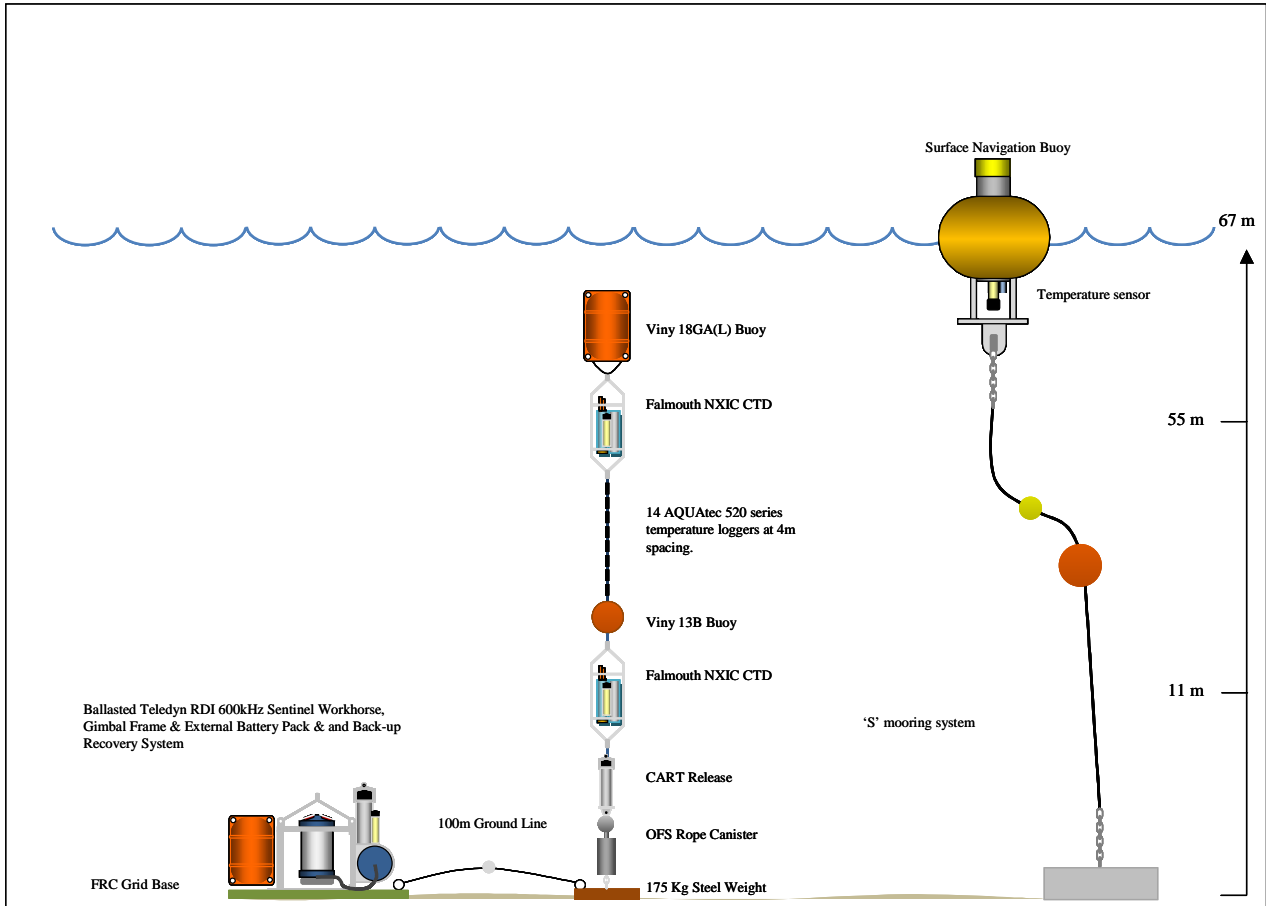 Surface Navigation Buoy
67 m
Temperature sensor
Viny 18GA(L) Buoy
Falmouth NXIC CTD
55 m
14 AQUAtec 520 series
temperature loggers at 4m
spacing.
Viny 13B Buoy
Falmouth NXIC CTD
11 m
Ballasted Teledyn RDI 600kHz Sentinel Workhorse,
Gimbal Frame & External Battery Pack & and Back-up
Recovery System
‘S’ mooring system
CART Release
100m Ground Line
OFS Rope Canister
FRC Grid Base
175 Kg Steel Weight